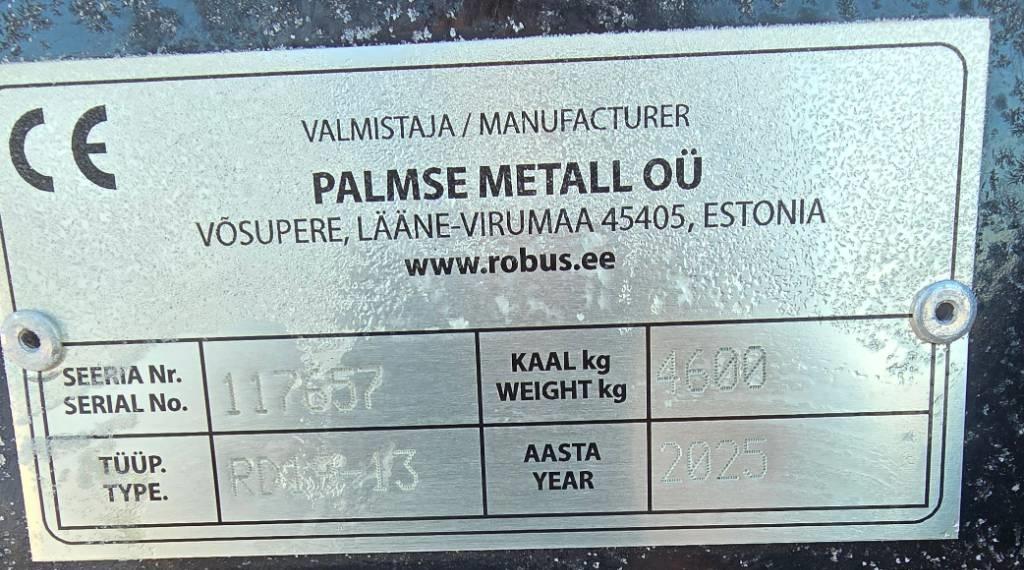 CE
VALMISTAJA / MANUFACTURER
PALMSE METALL OÜ
VÕSUPERE, LÄÄNE-VIRUMAA 45405, ESTONIA
www.robus.ee
SEERIA Nr.
SERIAL No.
117657
KAAL kg
WEIGHT kg
4600
TÜÜP.
TYPE.
AASTA
YEAR
2025